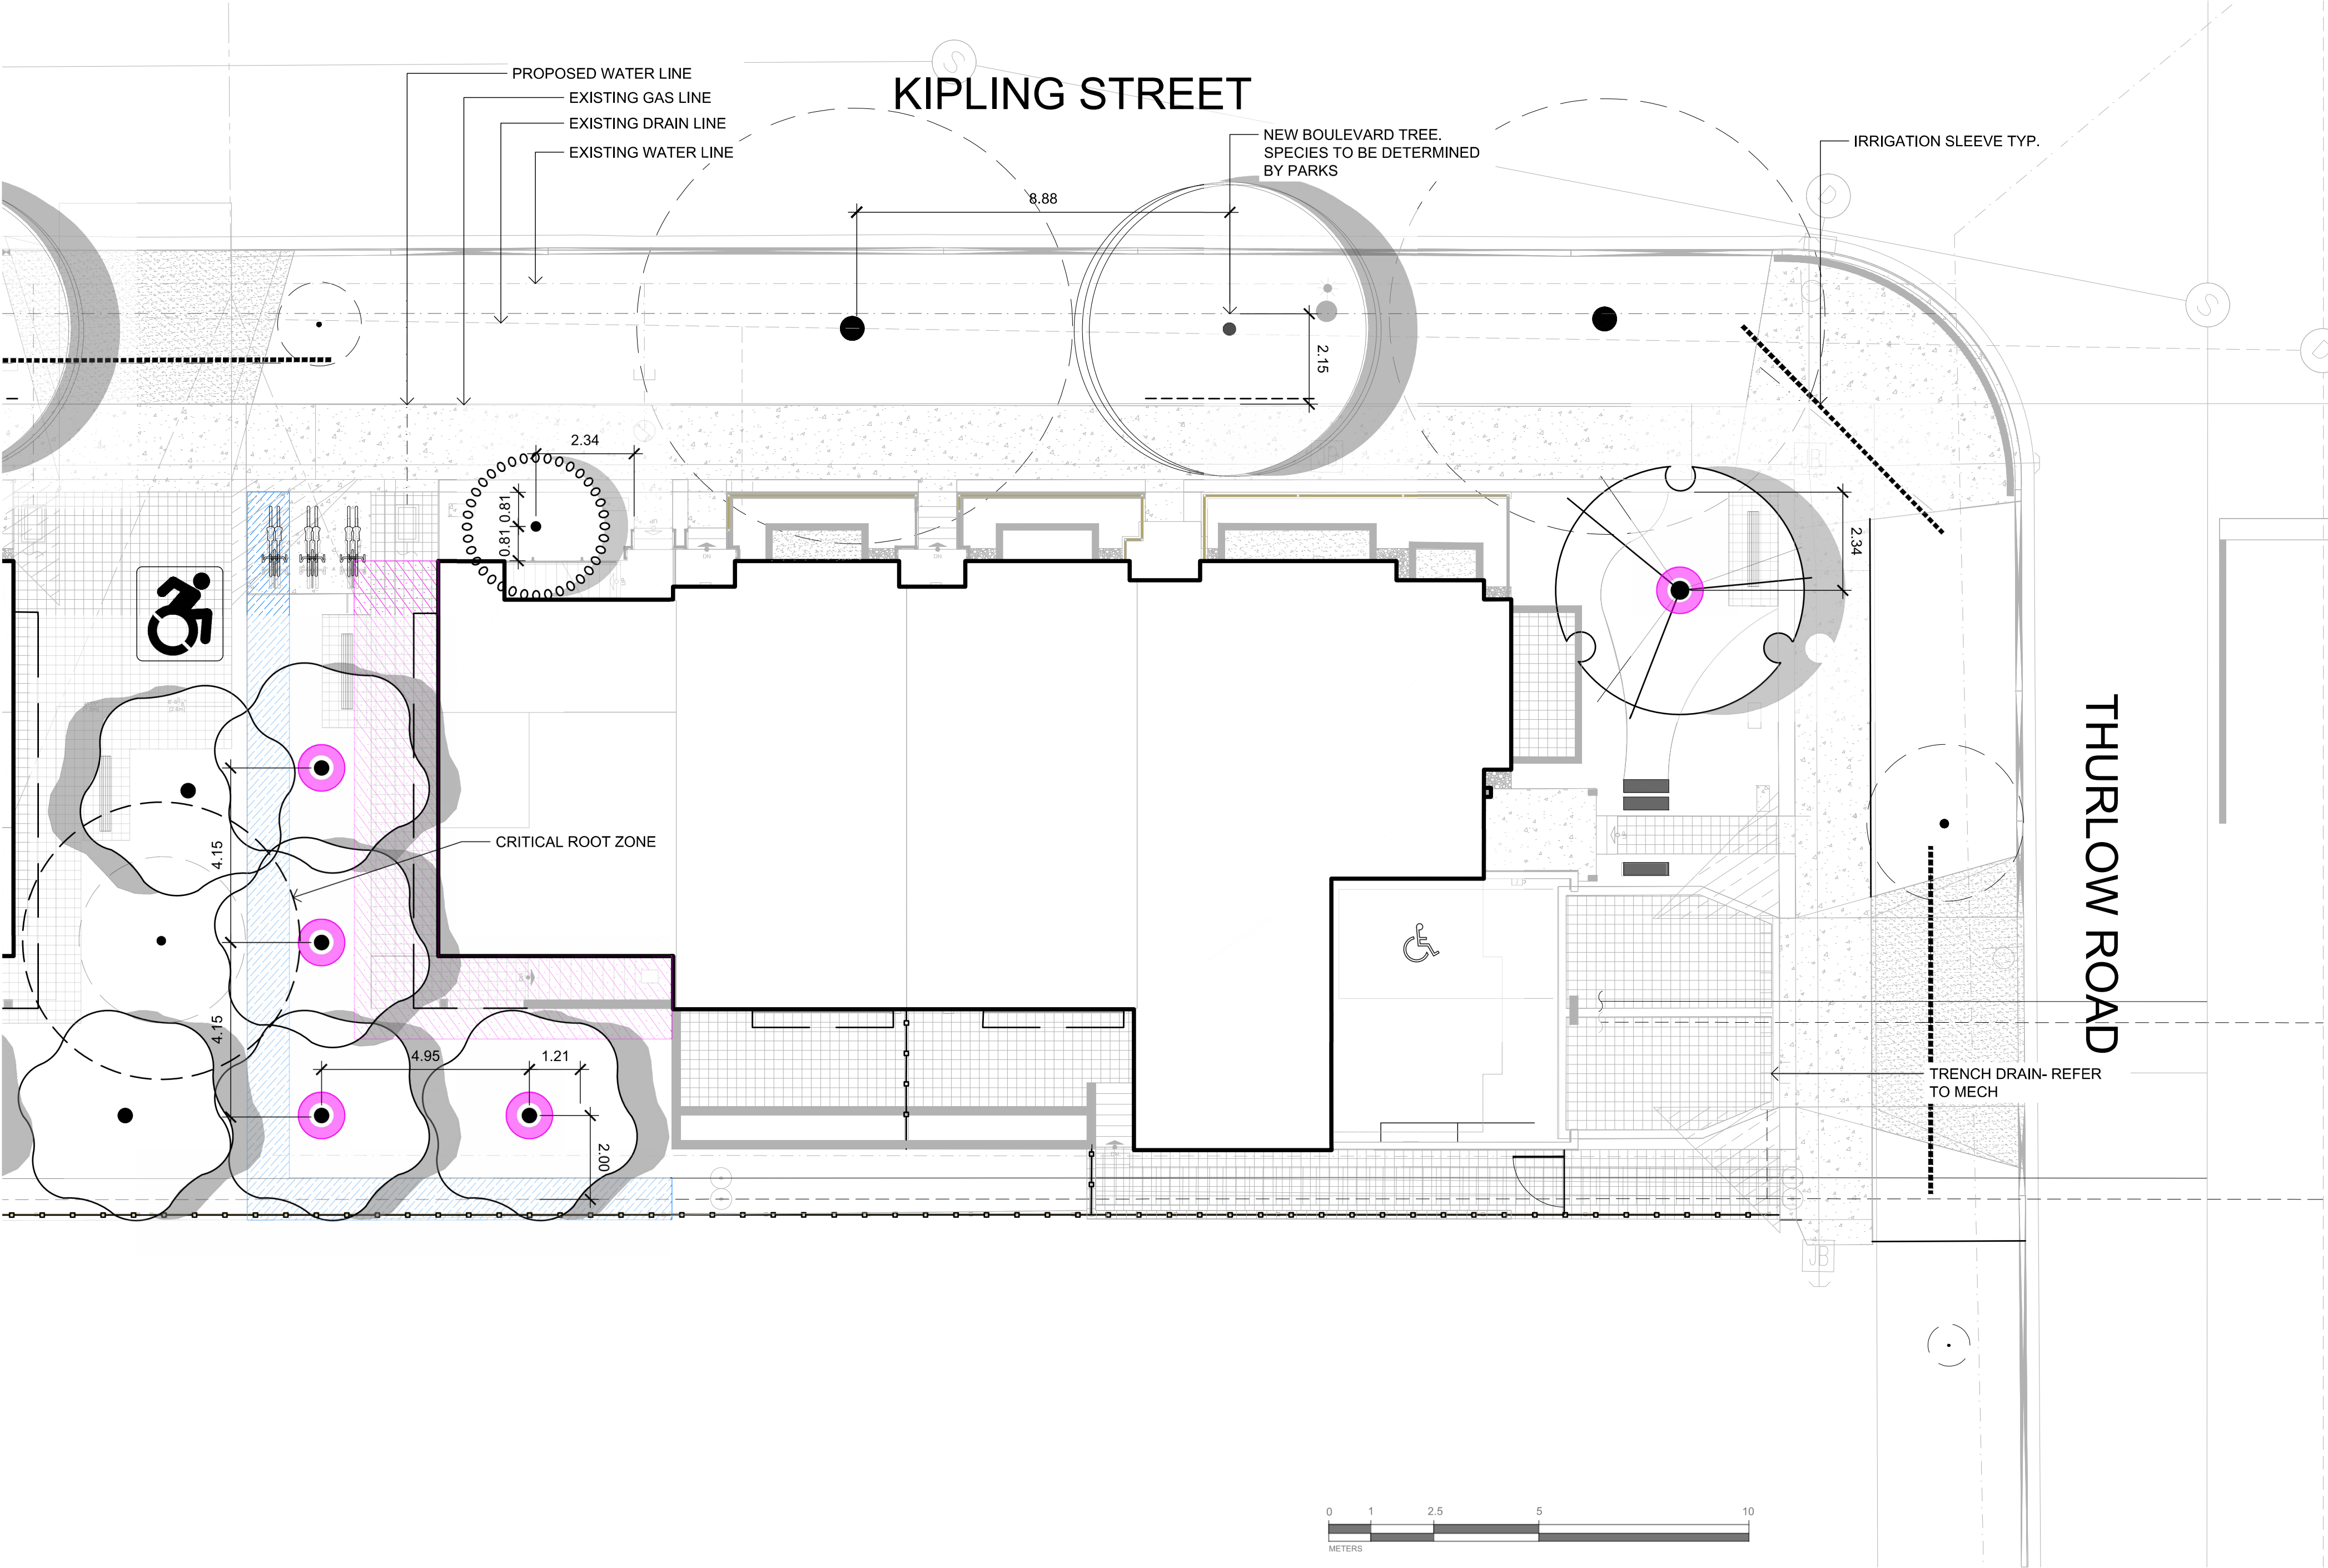 KIPLING STREET
PROPOSED WATER LINE
EXISTING GAS LINE
EXISTING DRAIN LINE
EXISTING WATER LINE
NEW BOULEVARD TREE.
SPECIES TO BE DETERMINED
BY PARKS
IRRIGATION SLEEVE TYP.
S
D
S
D
8.88
2.15
2.34
0.81
0.81
2.34
DN
DN
THURLOW ROAD
CRITICAL ROOT ZONE
4.15
4.15
4.95
1.21
2.00
TRENCH DRAIN- REFER
TO MECH
JB
0 1 2.5 5 10
METERS